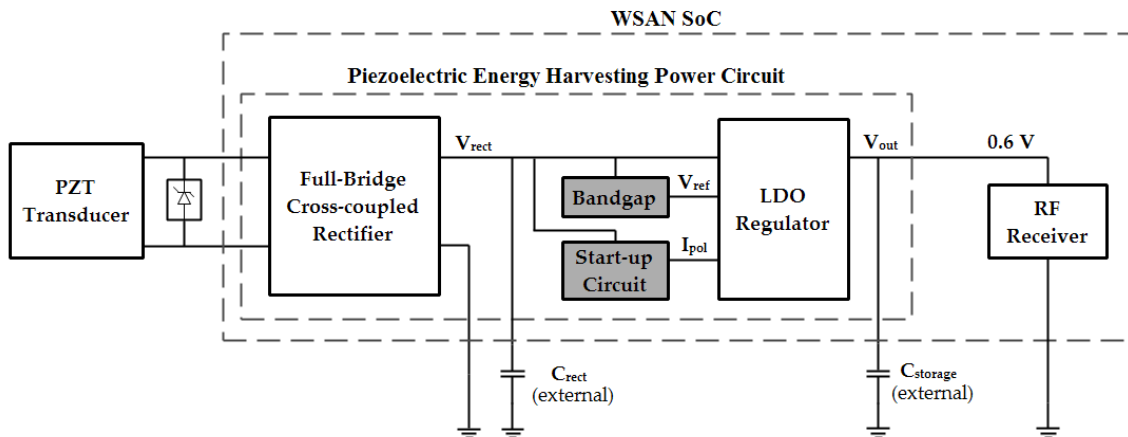 WSAN SoC
Piezoelectric Energy Harvesting Power Circuit
PZT
Transducer
Full-Bridge
Cross-coupled
Rectifier
Vrect
Bandgap
Vref
Start-up
Circuit
Ipol
LDO
Regulator
Vout
0.6 V
RF
Receiver
Crect
(external)
Cstorage
(external)